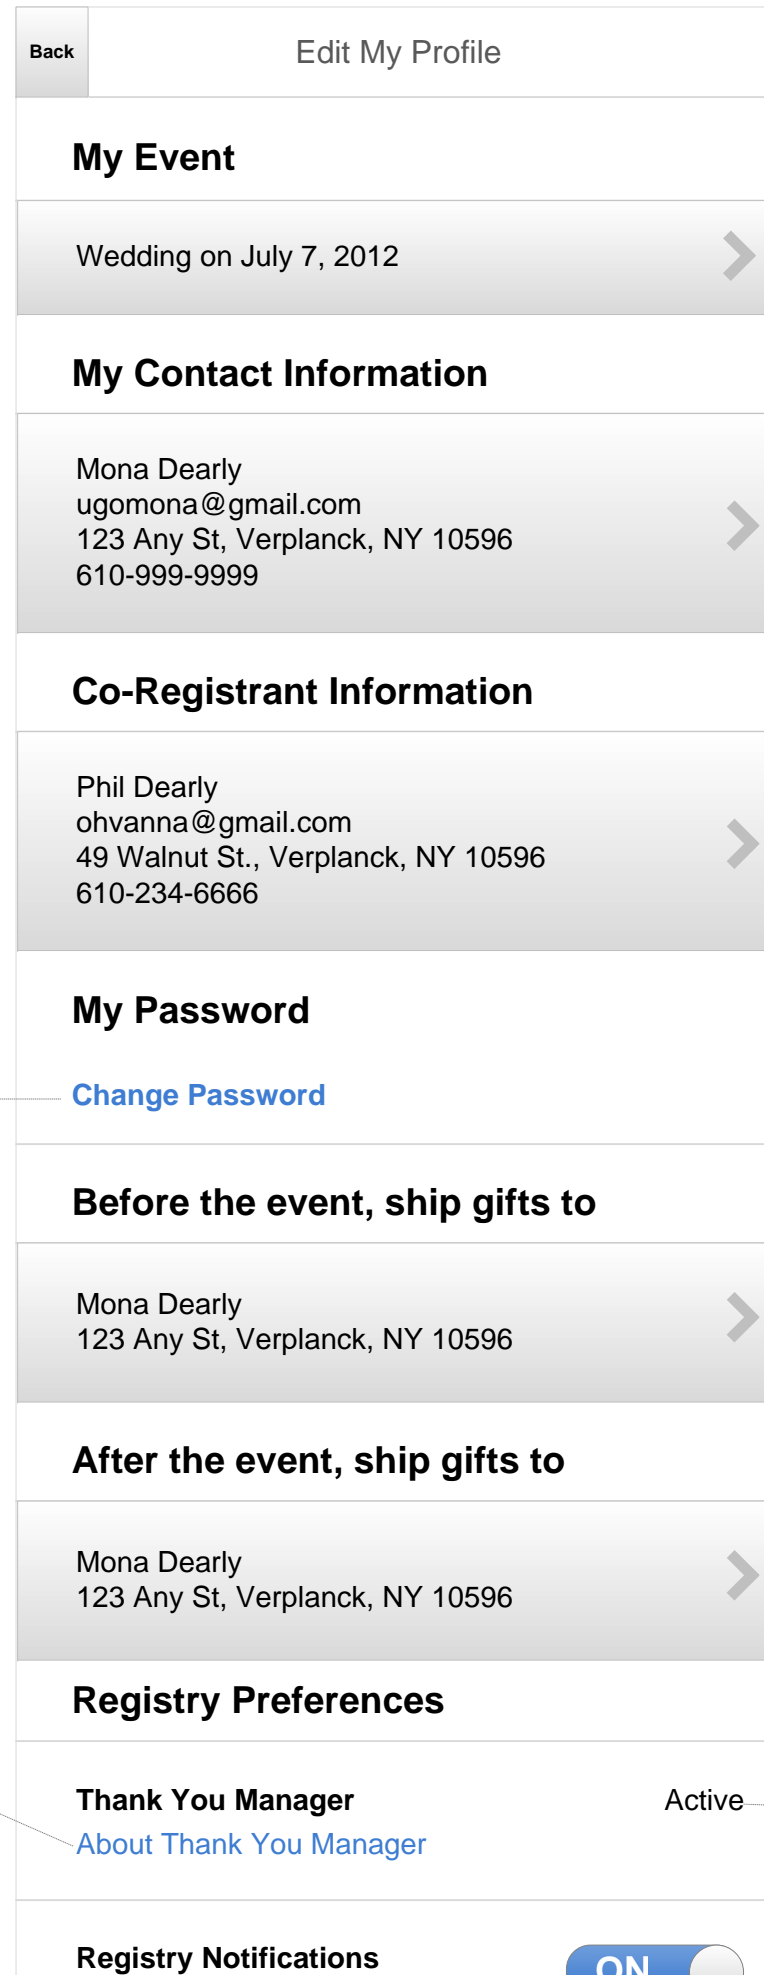 Back
Edit My Profile
My Event
Wedding on July 7, 2012
My Contact Information
Mona Dearly
ugomona@gmail.com
123 Any St, Verplanck, NY 10596
610-999-9999
Co-Registrant Information
Phil Dearly
ohvanna@gmail.com
49 Walnut St., Verplanck, NY 10596
610-234-6666
My Password
Change Password
Before the event, ship gifts to
Mona Dearly
123 Any St, Verplanck, NY 10596
After the event, ship gifts to
Mona Dearly
123 Any St, Verplanck, NY 10596
Registry Preferences
Thank You Manager Active
About Thank You Manager
Registry Notifications ON